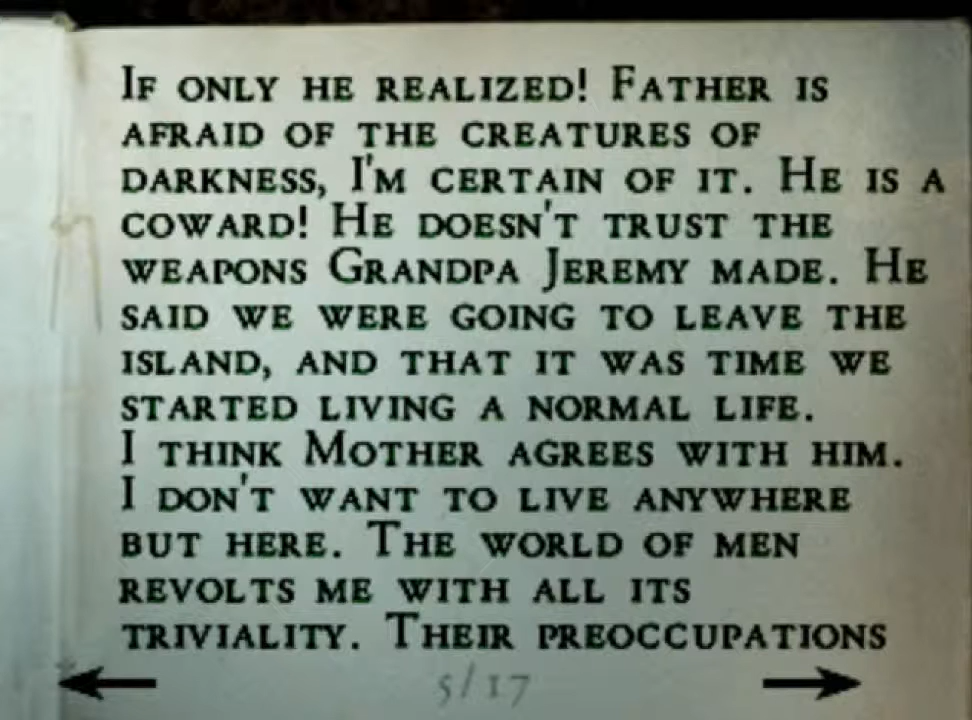 If only he realized! Father is
afraid of the creatures of
darkness, I'm certain of it. He is a
coward! He doesn't trust the
weapons Grandpa Jeremy made. He
said we were going to leave the
island, and that it was time we
started living a normal life.
I think Mother agrees with him.
I don't want to live anywhere
but here. The world of men
revolts me with all its
triviality. Their preoccupations
5/17